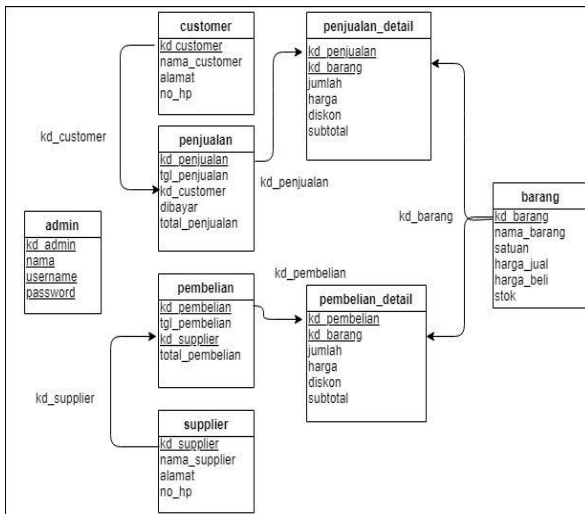 customer
kd customer
nama_customer
alamat
no_hp
penjualan_detail
kd_penjualan
kd_barang
jumlah
harga
diskon
subtotal
kd_customer
penjualan
kd_penjualan
tgl_penjualan
kd_customer
dibayar
total_penjualan
kd_penjualan
kd_barang
barang
kd_barang
nama_barang
satuan
harga_jual
harga_beli
stok
admin
kd_admin
nama
username
password
pembelian
kd_pembelian
tgl_pembelian
kd_supplier
total_pembelian
kd_pembelian
pembelian_detail
kd_pembelian
kd_barang
jumlah
harga
diskon
subtotal
kd_supplier
supplier
kd_supplier
nama_supplier
alamat
no_hp